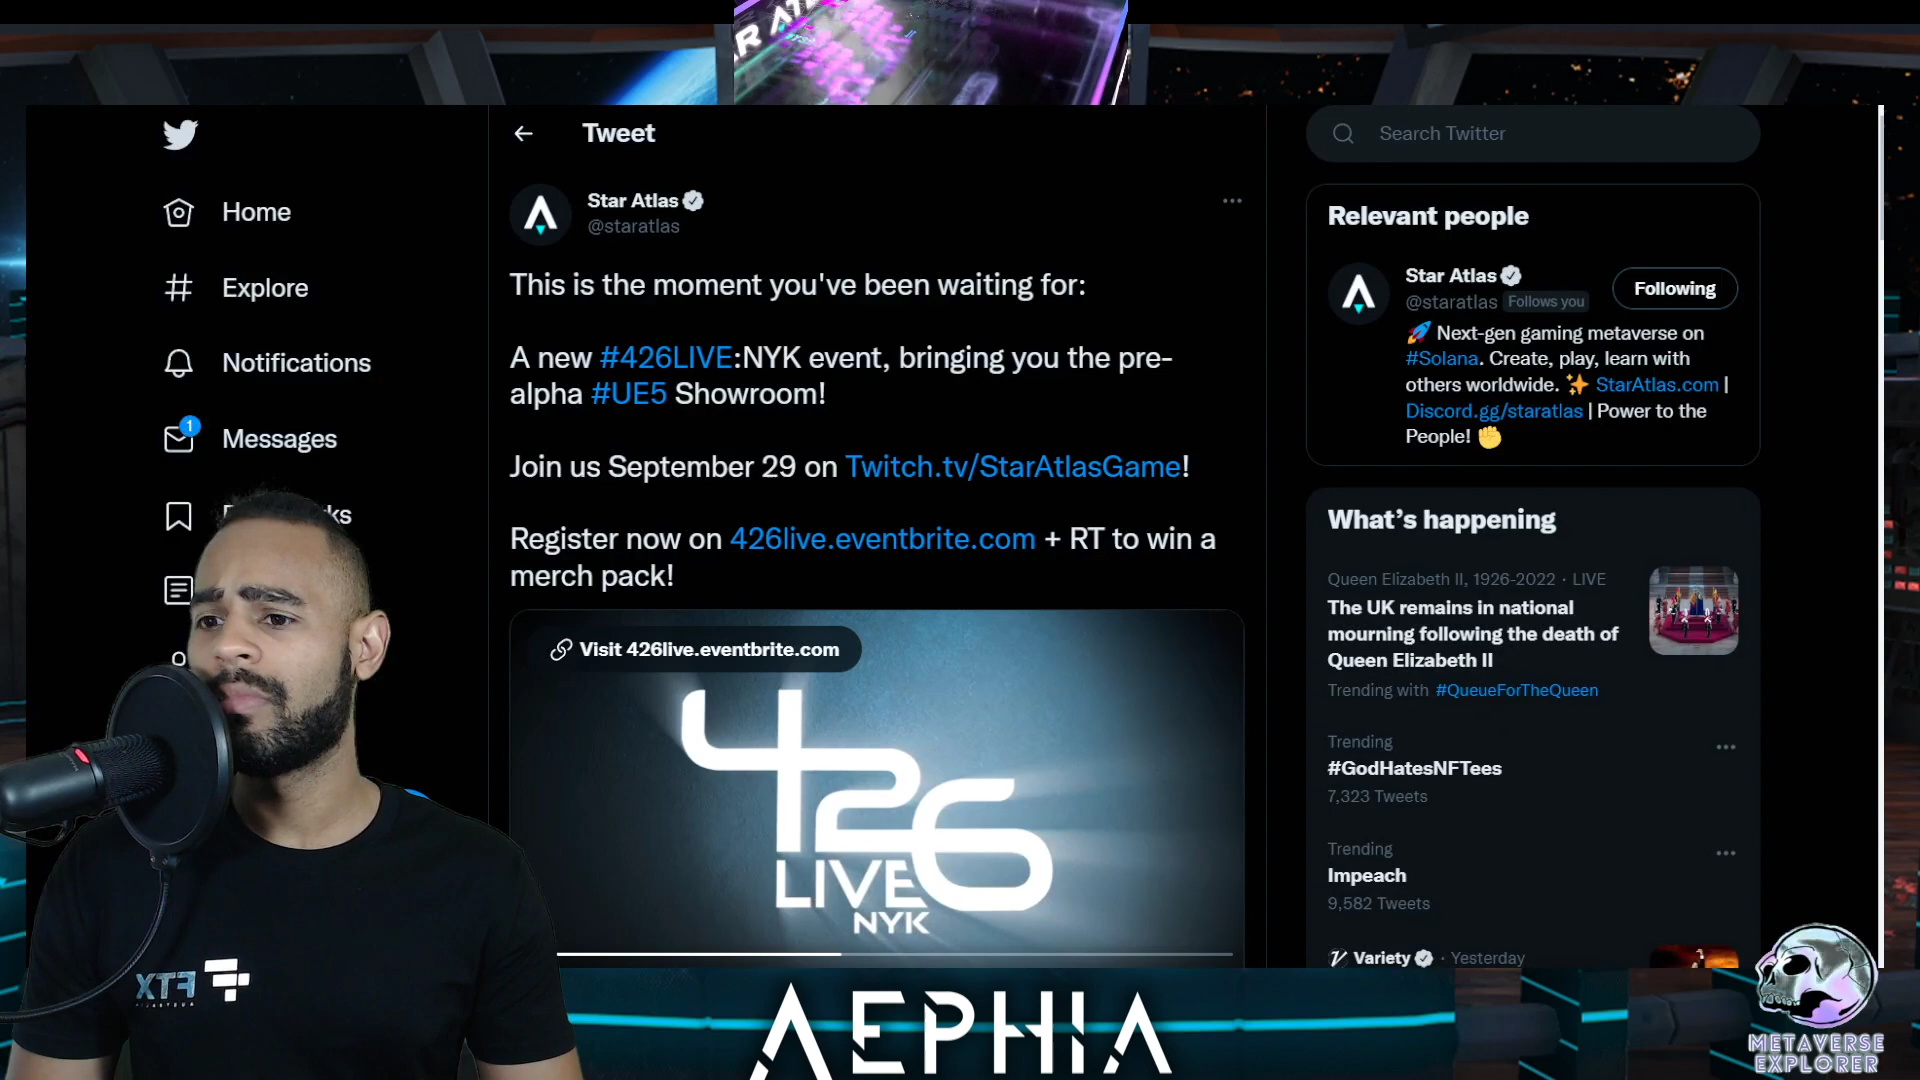 Tweet
Search Twitter
Home
Explore
Notifications
1
Messages
ks
Star Atlas
@staratlas
This is the moment you've been waiting for:
A new #426LIVE:NYK event, bringing you the pre-
alpha #UE5 Showroom!
Join us September 29 on Twitch.tv/StarAtlasGame!
Register now on 426live.eventbrite.com + RT to win a
merch pack!
Visit 426live.eventbrite.com
426
LIVE
NYK
Relevant people
Star Atlas
@staratlas Follows you
Following
🚀 Next-gen gaming metaverse on
#Solana. Create, play, learn with
others worldwide. ✨ StarAtlas.com |
Discord.gg/staratlas | Power to the
People! ✊
What's happening
Queen Elizabeth II, 1926-2022 · LIVE
The UK remains in national
mourning following the death of
Queen Elizabeth II
Trending with #QueueForTheQueen
Trending
#GodHatesNFTees
7,323 Tweets
Trending
Impeach
9,582 Tweets
Variety · Yesterday
FTX
AEPHIA
METAVERSE
EXPLORER